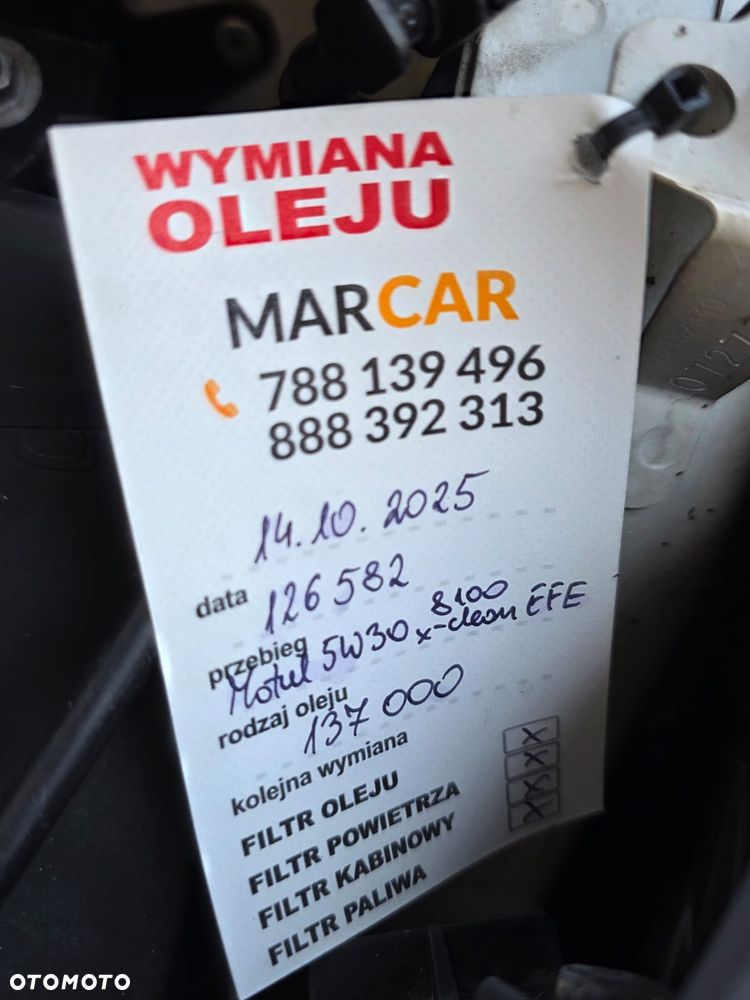 WYMIANA
OLEJU
MARCAR
788 139 496
888 392 313
14.10.2025
data
126 582
przebieg
Motul 5W30 8100 x-clean EFE
rodzaj oleju
137 000
kolejna wymiana
FILTR OLEJU X
FILTR POWIETRZA X
FILTR KABINOWY X
FILTR PALIWA X
OTOMOTO